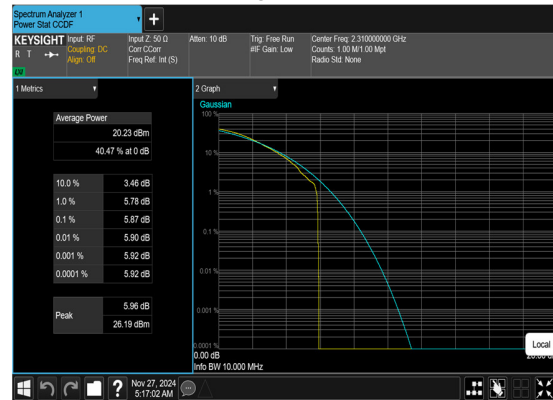 Spectrum Analyzer 1
Power Stat CCDF
+
KEYSIGHT
R T
LXI
Input: RF
Coupling: DC
Align: Off
Input Z: 50 Ω
Corr CCorr
Freq Ref: Int (S)
Atten: 10 dB
Trig: Free Run
#IF Gain: Low
Center Freq: 2.310000000 GHz
Counts: 1.00 M/1.00 Mpt
Radio Std: None
1 Metrics
Average Power
20.23 dBm
40.47 % at 0 dB
10.0 % 3.46 dB
1.0 % 5.78 dB
0.1 % 5.87 dB
0.01 % 5.90 dB
0.001 % 5.92 dB
0.0001 % 5.92 dB
Peak
5.96 dB
26.19 dBm
2 Graph
Gaussian
100 %
10 %
1 %
0.1 %
0.01 %
0.001 %
0.0001 %
0.00 dB
Info BW 10.000 MHz
Local
?
Nov 27, 2024
5:17:02 AM